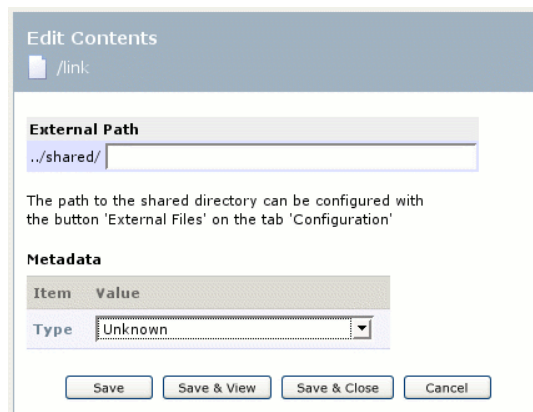 Edit Contents
/link
External Path
../shared/
The path to the shared directory can be configured with
the button 'External Files' on the tab 'Configuration'
Metadata
Item Value
Type Unknown
Save Save & View Save & Close Cancel